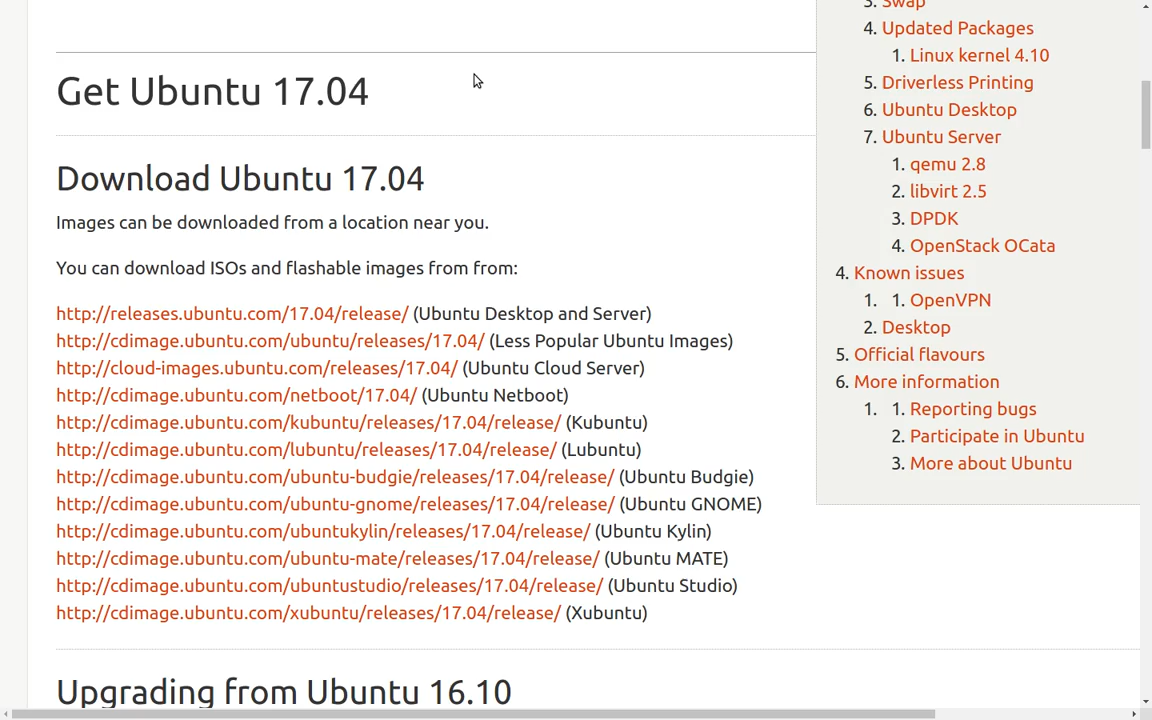 Get Ubuntu 17.04
Download Ubuntu 17.04
Images can be downloaded from a location near you.
You can download ISOs and flashable images from from:
http://releases.ubuntu.com/17.04/release/ (Ubuntu Desktop and Server)
http://cdimage.ubuntu.com/ubuntu/releases/17.04/ (Less Popular Ubuntu Images)
http://cloud-images.ubuntu.com/releases/17.04/ (Ubuntu Cloud Server)
http://cdimage.ubuntu.com/netboot/17.04/ (Ubuntu Netboot)
http://cdimage.ubuntu.com/kubuntu/releases/17.04/release/ (Kubuntu)
http://cdimage.ubuntu.com/lubuntu/releases/17.04/release/ (Lubuntu)
http://cdimage.ubuntu.com/ubuntu-budgie/releases/17.04/release/ (Ubuntu Budgie)
http://cdimage.ubuntu.com/ubuntu-gnome/releases/17.04/release/ (Ubuntu GNOME)
http://cdimage.ubuntu.com/ubuntukylin/releases/17.04/release/ (Ubuntu Kylin)
http://cdimage.ubuntu.com/ubuntu-mate/releases/17.04/release/ (Ubuntu MATE)
http://cdimage.ubuntu.com/ubuntustudio/releases/17.04/release/ (Ubuntu Studio)
http://cdimage.ubuntu.com/xubuntu/releases/17.04/release/ (Xubuntu)
Upgrading from Ubuntu 16.10
3. Swap
4. Updated Packages
1. Linux kernel 4.10
5. Driverless Printing
6. Ubuntu Desktop
7. Ubuntu Server
1. qemu 2.8
2. libvirt 2.5
3. DPDK
4. OpenStack OCata
4. Known issues
1. 1. OpenVPN
2. Desktop
5. Official flavours
6. More information
1. 1. Reporting bugs
2. Participate in Ubuntu
3. More about Ubuntu